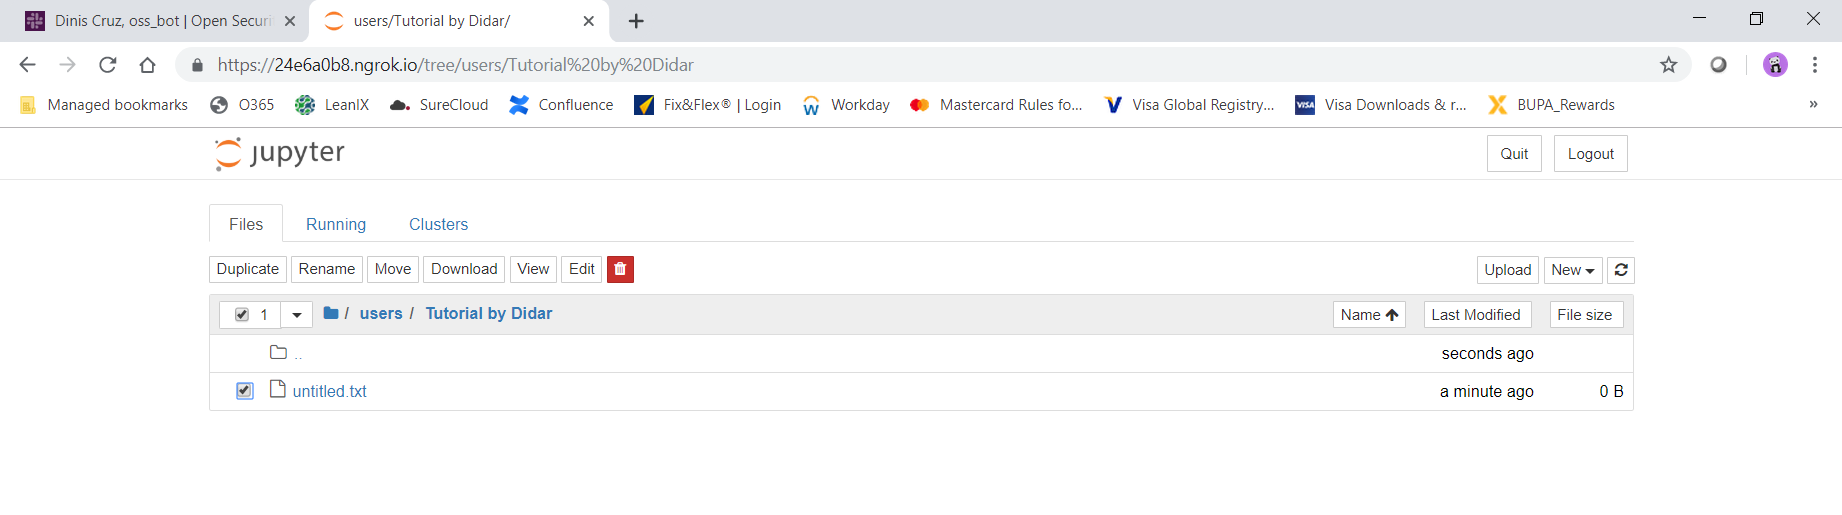 Dinis Cruz, oss_bot | Open Securi
users/Tutorial by Didar/
https://24e6a0b8.ngrok.io/tree/users/Tutorial%20by%20Didar
Managed bookmarks O365 LeanIX SureCloud Confluence Fix&Flex® | Login Workday Mastercard Rules fo... Visa Global Registry... VISA Visa Downloads & r... BUPA_Rewards »
jupyter Quit Logout
Files Running Clusters
Duplicate Rename Move Download View Edit Upload New
1 / users / Tutorial by Didar Name Last Modified File size
.. seconds ago
untitled.txt a minute ago 0 B